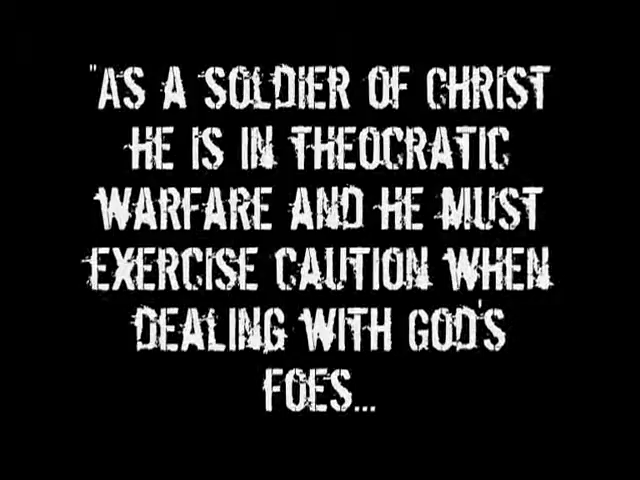 "AS A SOLDIER OF CHRIST
HE IS IN THEOCRATIC
WARFARE AND HE MUST
EXERCISE CAUTION WHEN
DEALING WITH GOD'S
FOES...